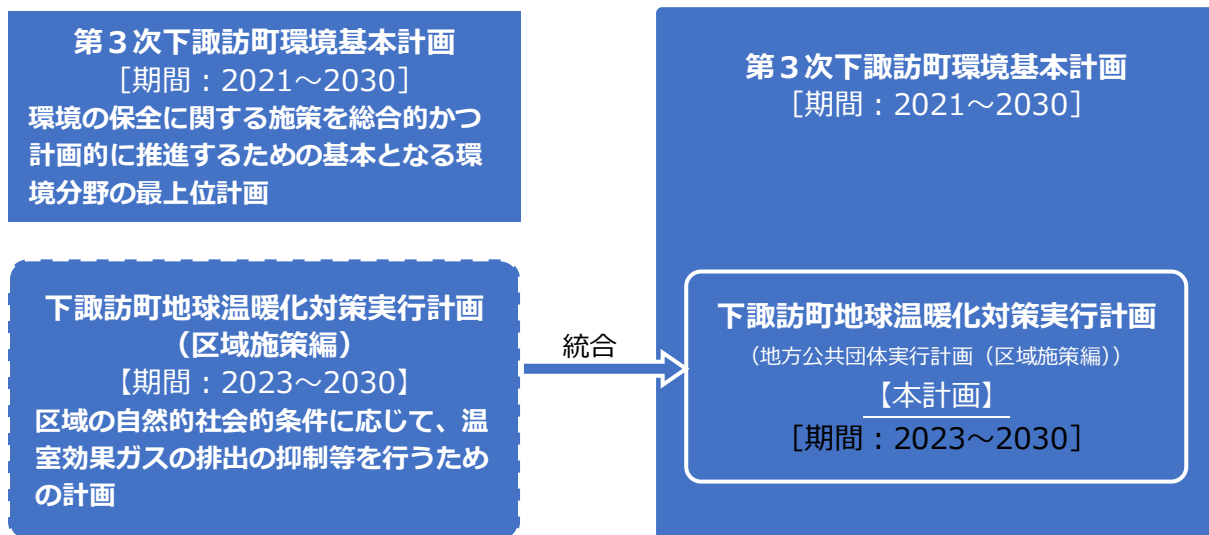 第３次下諏訪町環境基本計画
［期間：2021～2030］
環境の保全に関する施策を総合的かつ
計画的に推進するための基本となる環
境分野の最上位計画
下諏訪町地球温暖化対策実行計画
（区域施策編）
【期間：2023～2030】
区域の自然的社会的条件に応じて、温
室効果ガスの排出の抑制等を行うため
の計画
統合
第３次下諏訪町環境基本計画
［期間：2021～2030］
下諏訪町地球温暖化対策実行計画
（地方公共団体実行計画（区域施策編））
【本計画】
［期間：2023～2030］